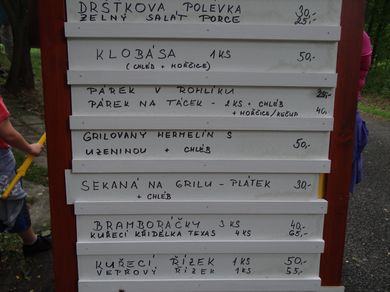 DRŠTKOVA POLEVKA 30,-
ZELNÝ SALÁT PORCE 25,-
KLOBÁSA 1 KS 50,-
(CHLÉB + HOŘČICE)
PÁREK V ROHLÍKU 25,-
PÁREK NA TÁCEK - 2 KS + CHLÉB
+ HOŘČICE/KEČUP 40,-
GRILOVANÝ HERMELÍN S
UZENINOU + CHLÉB 50,-
SEKANÁ NA GRILU - PLÁTEK 30,-
+ CHLÉB
BRAMBORÁČKY 3 KS 40,-
KUŘECÍ KŘIDÉLKA TEXAS 4 KS 65,-
KUŘECÍ ŘÍZEK 1 KS 50,-
VEPŘOVÝ ŘÍZEK 1 KS 55,-